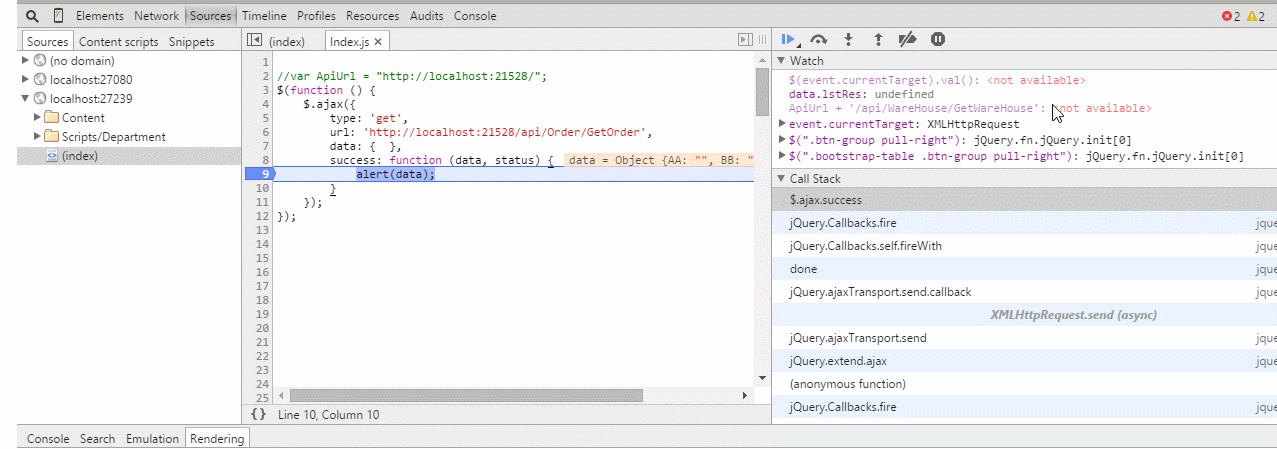 Elements Network Sources Timeline Profiles Resources Audits Console 2 2
Sources Content scripts Snippets
(no domain)
localhost:27080
localhost:27239
Content
Scripts/Department
(index)
(index) Index.js ×
1
2 //var ApiUrl = "http://localhost:21528/";
3 $(function () {
4 $.ajax({
5 type: 'get',
6 url: 'http://localhost:21528/api/Order/GetOrder',
7 data: { },
8 success: function (data, status) { data = Object {AA: "", BB: "
9 alert(data);
10 }
11 });
12 });
13
14
15
16
17
18
19
20
21
22
23
24
25
{} Line 10, Column 10
Watch
$(event.currentTarget).val(): <not available>
data.lstRes: undefined
ApiUrl + '/api/WareHouse/GetWareHouse': <not available>
event.currentTarget: XMLHttpRequest
$(".btn-group pull-right"): jQuery.fn.jQuery.init[0]
$(".bootstrap-table .btn-group pull-right"): jQuery.fn.jQuery.init[0]
Call Stack
$.ajax.success
jQuery.Callbacks.fire jque
jQuery.Callbacks.self.fireWith jque
done jque
jQuery.ajaxTransport.send.callback jque
XMLHttpRequest.send (async)
jQuery.ajaxTransport.send jque
jQuery.extend.ajax jque
(anonymous function)
jQuery.Callbacks.fire jque
Console Search Emulation Rendering